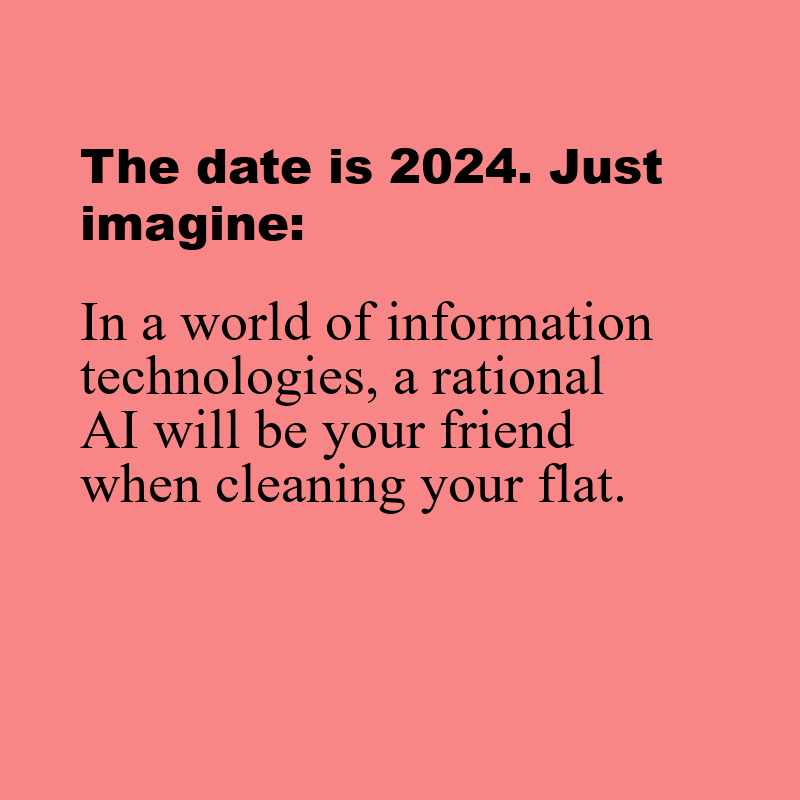 The date is 2024. Just
imagine:
In a world of information
technologies, a rational
AI will be your friend
when cleaning your flat.